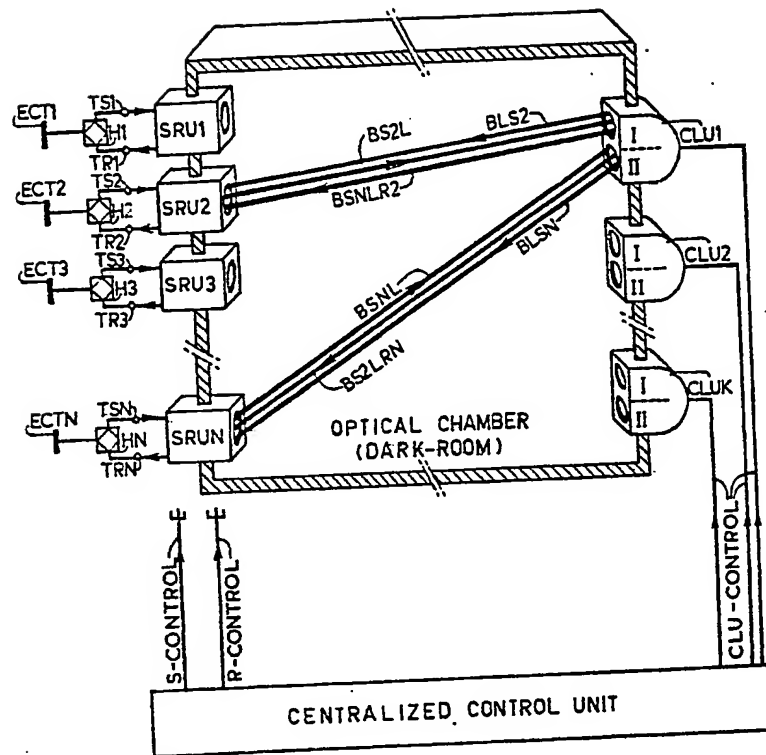 ECT1
TS1
H1
TR1
SRU1
ECT2
TS2
H2
TR2
SRU2
ECT3
TS3
H3
TR3
SRU3
ECTN
TSN
HN
TRN
SRUN
BS2L
BLS2
BSNLR2
BLSN
BSNL
BS2LRN
I
II
CLU1
I
II
CLU2
I
II
CLUK
OPTICAL CHAMBER
(DARK-ROOM)
S-CONTROL
R-CONTROL
CLU-CONTROL
CENTRALIZED CONTROL UNIT